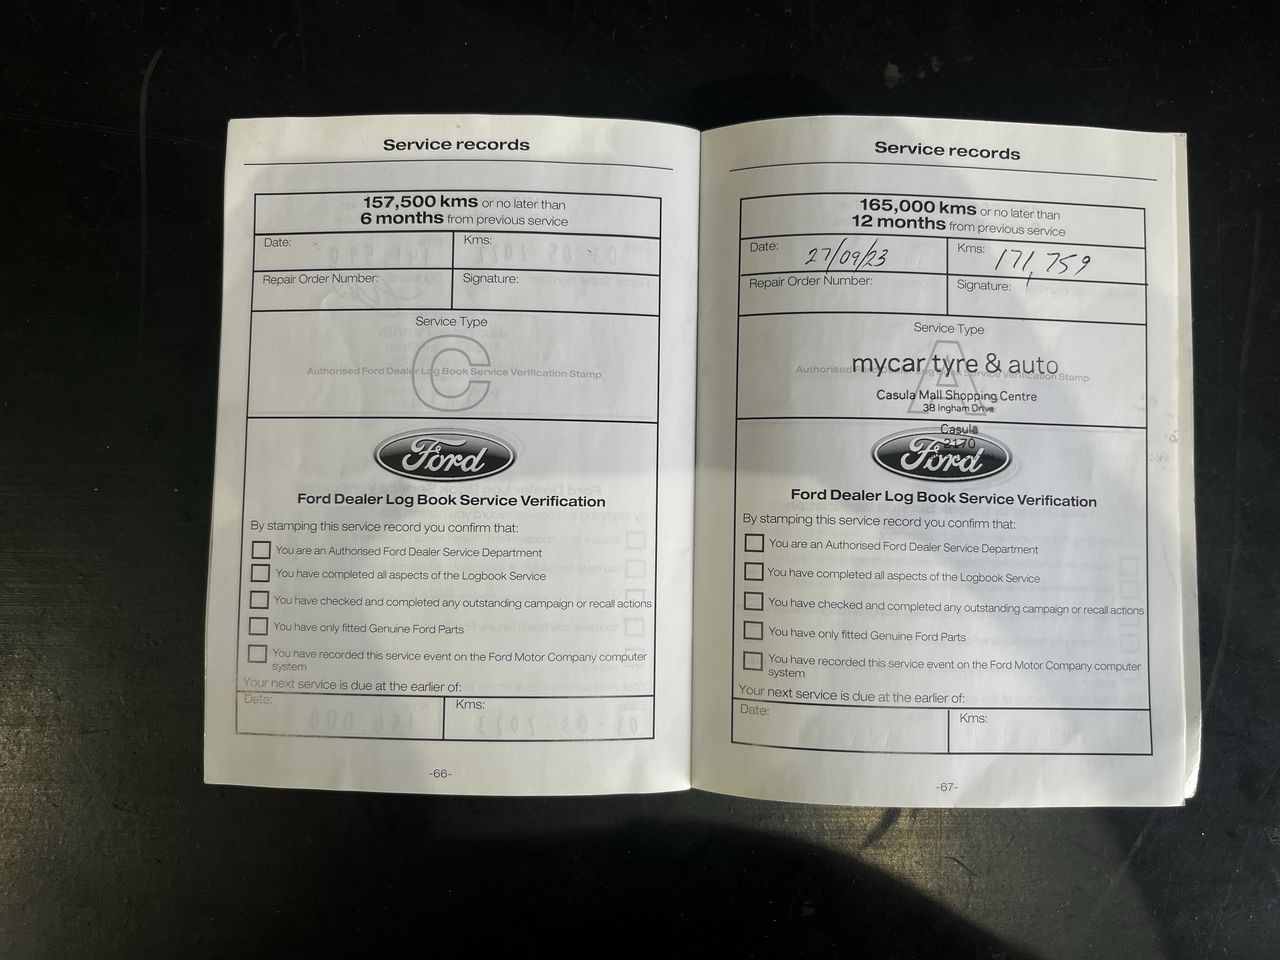 Service records
157,500 kms or no later than
6 months from previous service
Date:
Kms:
Repair Order Number:
Signature:
Service Type
C
Authorised Ford Dealer Log Book Service Verification Stamp
Ford
Ford Dealer Log Book Service Verification
By stamping this service record you confirm that:
You are an Authorised Ford Dealer Service Department
You have completed all aspects of the Logbook Service
You have checked and completed any outstanding campaign or recall actions
You have only fitted Genuine Ford Parts
You have recorded this service event on the Ford Motor Company computer
system
Your next service is due at the earlier of:
Date:
Kms:
-66-
Service records
165,000 kms or no later than
12 months from previous service
Date: 27/09/23
Kms: 171,759
Repair Order Number:
Signature:
Service Type
A
mycar tyre & auto
Authorised Ford Dealer Log Book Service Verification Stamp
Casula Mall Shopping Centre
38 Ingham Drive
Casula
2170
Ford
Ford Dealer Log Book Service Verification
By stamping this service record you confirm that:
You are an Authorised Ford Dealer Service Department
You have completed all aspects of the Logbook Service
You have checked and completed any outstanding campaign or recall actions
You have only fitted Genuine Ford Parts
You have recorded this service event on the Ford Motor Company computer
system
Your next service is due at the earlier of:
Date:
Kms:
-67-